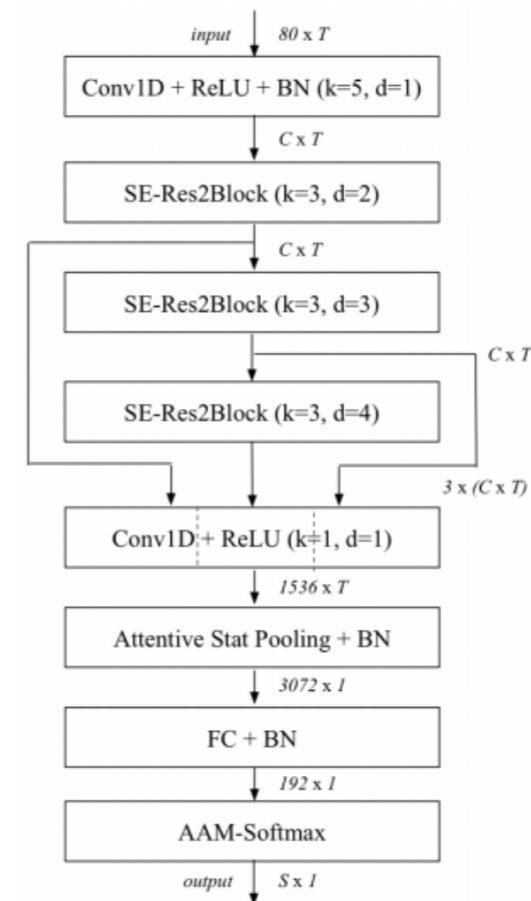 input 80 x T
Conv1D + ReLU + BN (k=5, d=1)
C x T
SE-Res2Block (k=3, d=2)
C x T
SE-Res2Block (k=3, d=3)
C x T
SE-Res2Block (k=3, d=4)
3 x (C x T)
Conv1D + ReLU (k=1, d=1)
1536 x T
Attentive Stat Pooling + BN
3072 x 1
FC + BN
192 x 1
AAM-Softmax
output S x 1